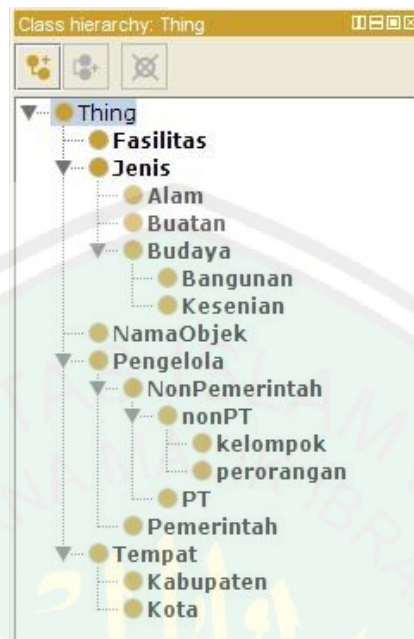 Class hierarchy: Thing
Thing
Fasilitas
Jenis
Alam
Buatan
Budaya
Bangunan
Kesenian
NamaObjek
Pengelola
NonPemerintah
nonPT
kelompok
perorangan
PT
Pemerintah
Tempat
Kabupaten
Kota